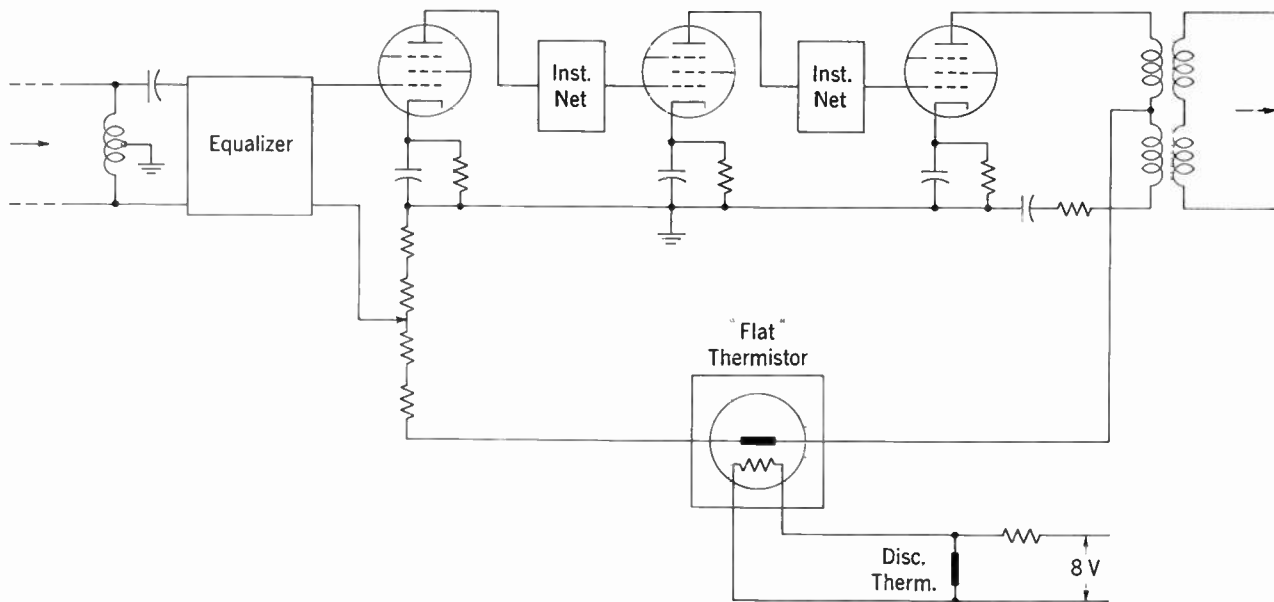 Equalizer
Inst.
Net
Inst.
Net
"Flat"
Thermistor
Disc.
Therm.
8 V